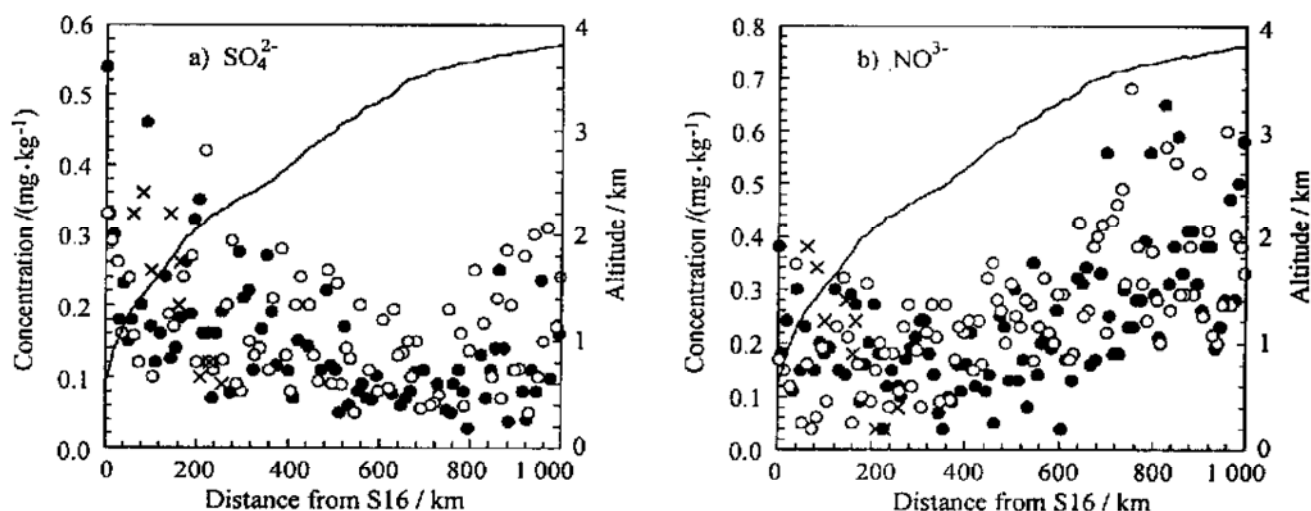 a) SO₄²⁻
Concentration /(mg·kg⁻¹)
0.6
0.5
0.4
0.3
0.2
0.1
0.0
4
3
2
1
0
Altitude / km
0 200 400 600 800 1 000
Distance from S16 / km
b) NO³⁻
Concentration /(mg·kg⁻¹)
0.8
0.7
0.6
0.5
0.4
0.3
0.2
0.1
0.0
4
3
2
1
0
Altitude / km
0 200 400 600 800 1 000
Distance from S16 / km